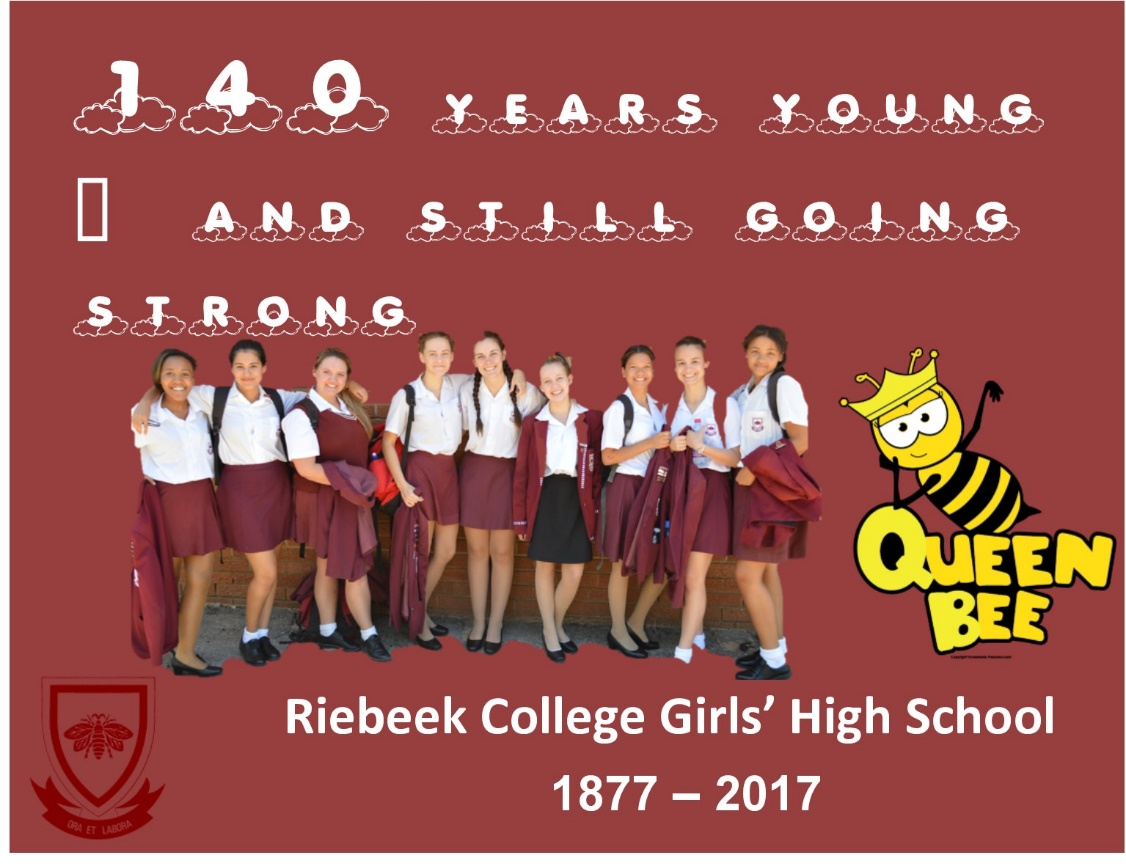 140 YEARS YOUNG
AND STILL GOING
STRONG
QUEEN
BEE
Riebeek College Girls’ High School
1877 – 2017
ORA ET LABORA